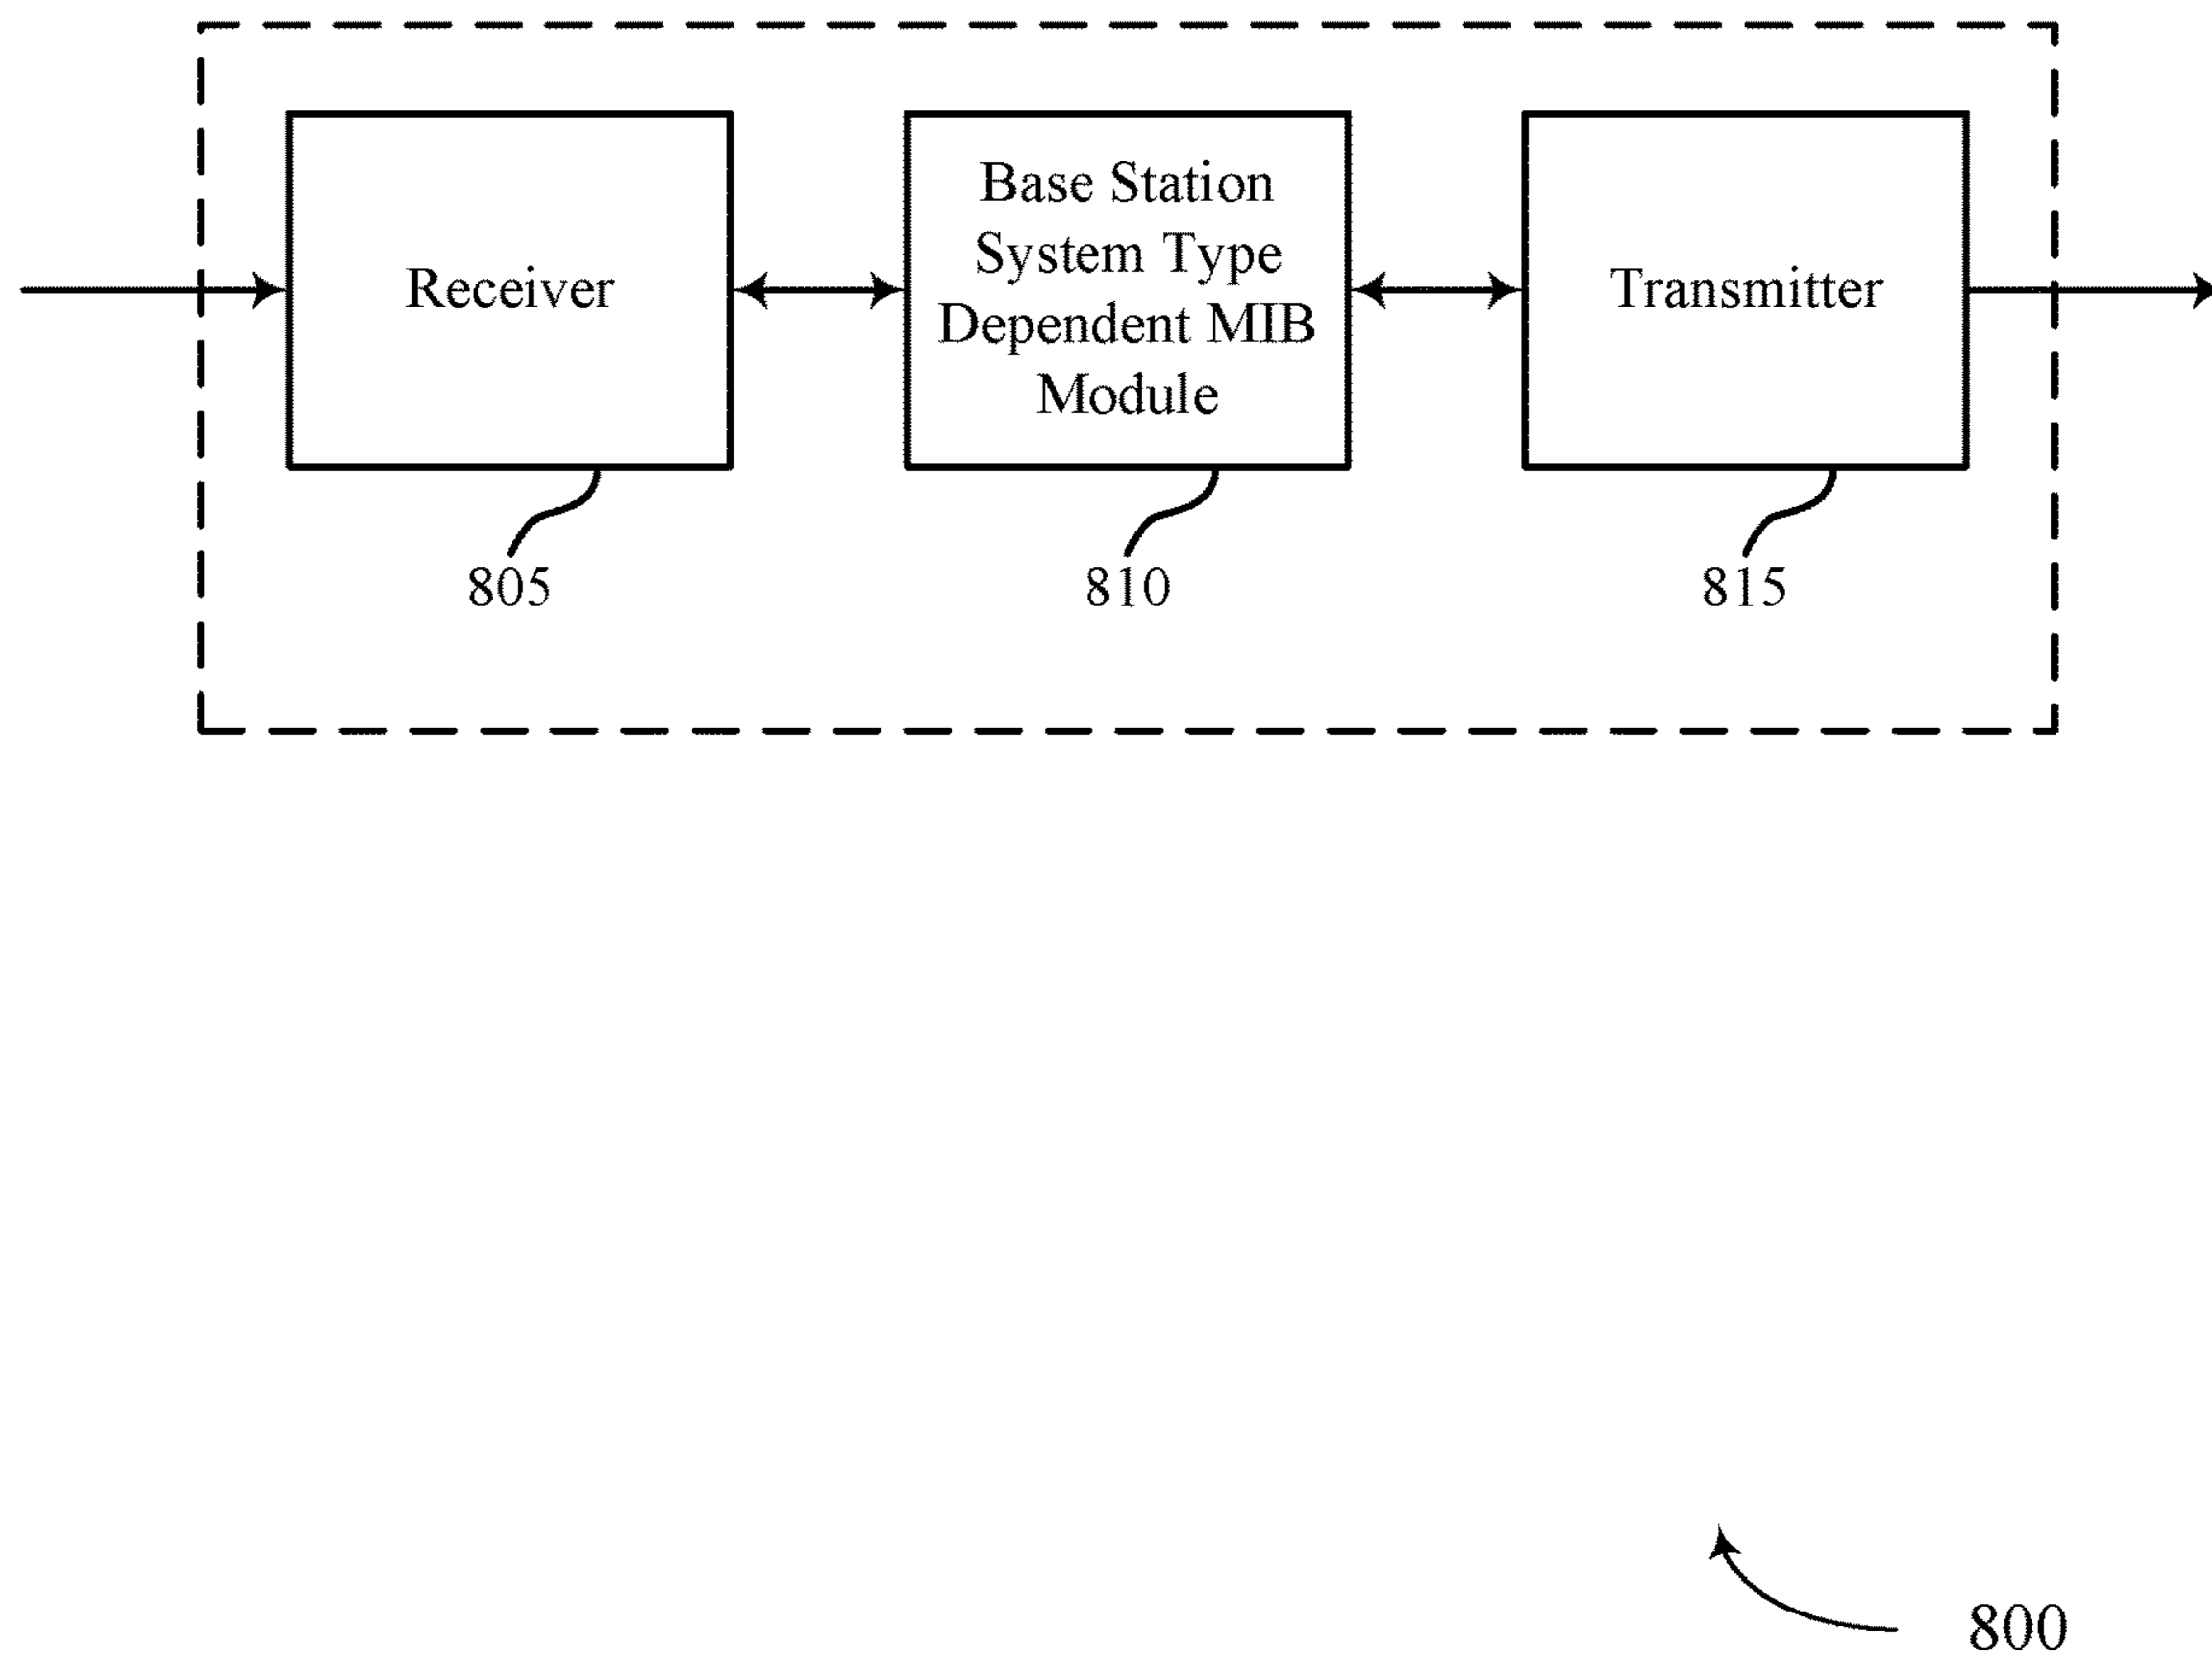 Receiver
Base Station
System Type
Dependent MIB
Module
Transmitter
805
810
815
800